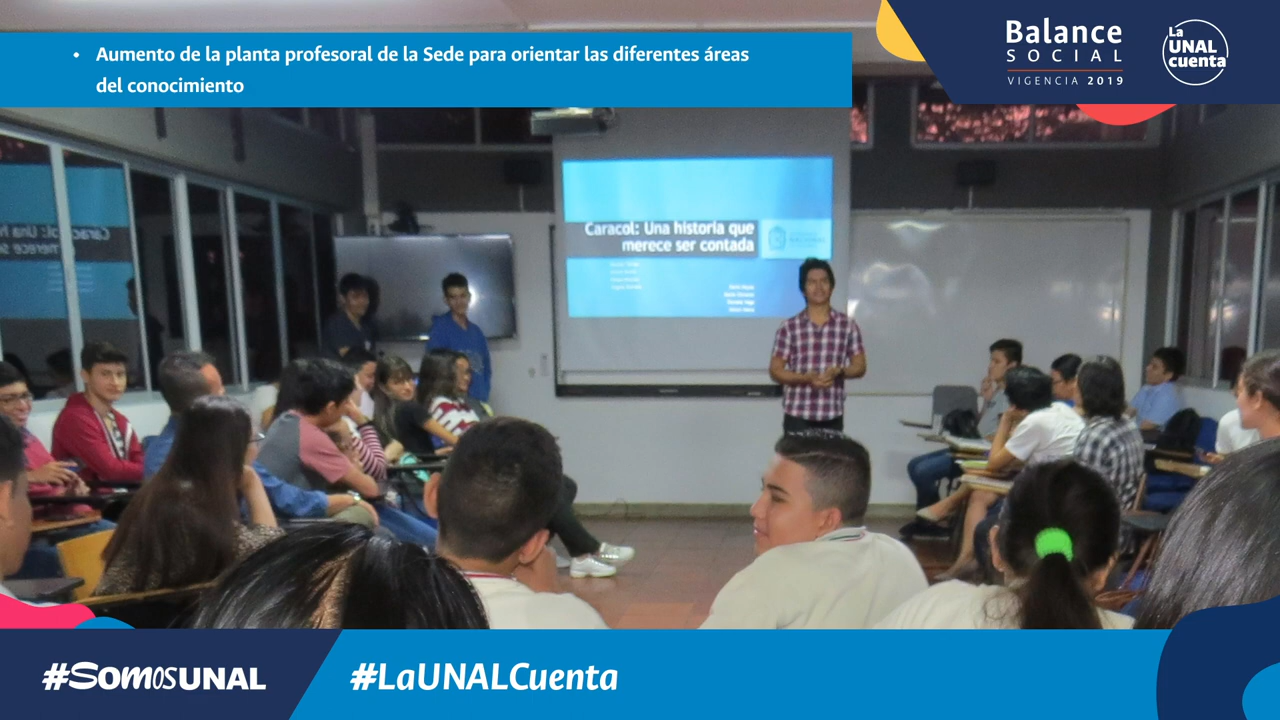 • Aumento de la planta profesoral de la Sede para orientar las diferentes áreas
del conocimiento
Balance
SOCIAL
VIGENCIA 2019
La
UNAL
cuenta
Caracol: Una historia que
merece ser contada
#SomosUNAL
#LaUNALCuenta